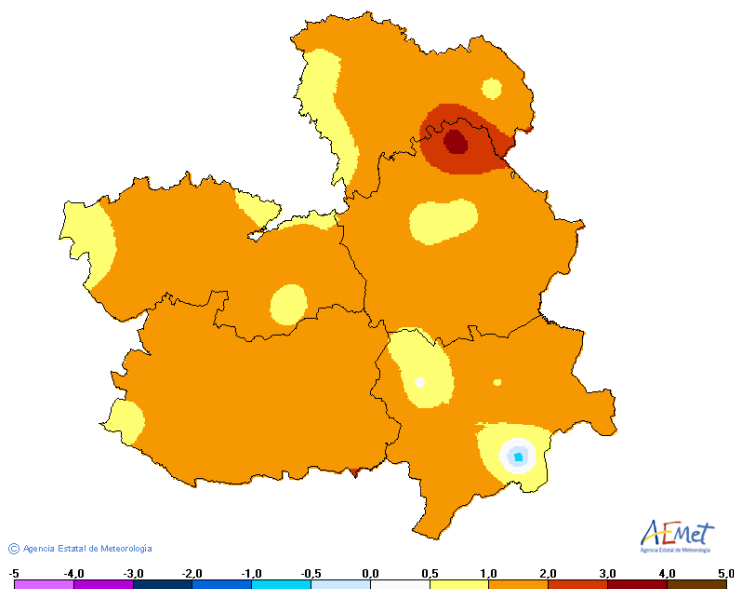 © Agencia Estatal de Meteorología
AEmet
Agencia Estatal de Meteorología
-5 -4,0 -3,0 -2,0 -1,0 -0,5 0,0 0,5 1,0 2,0 3,0 4,0 5,0